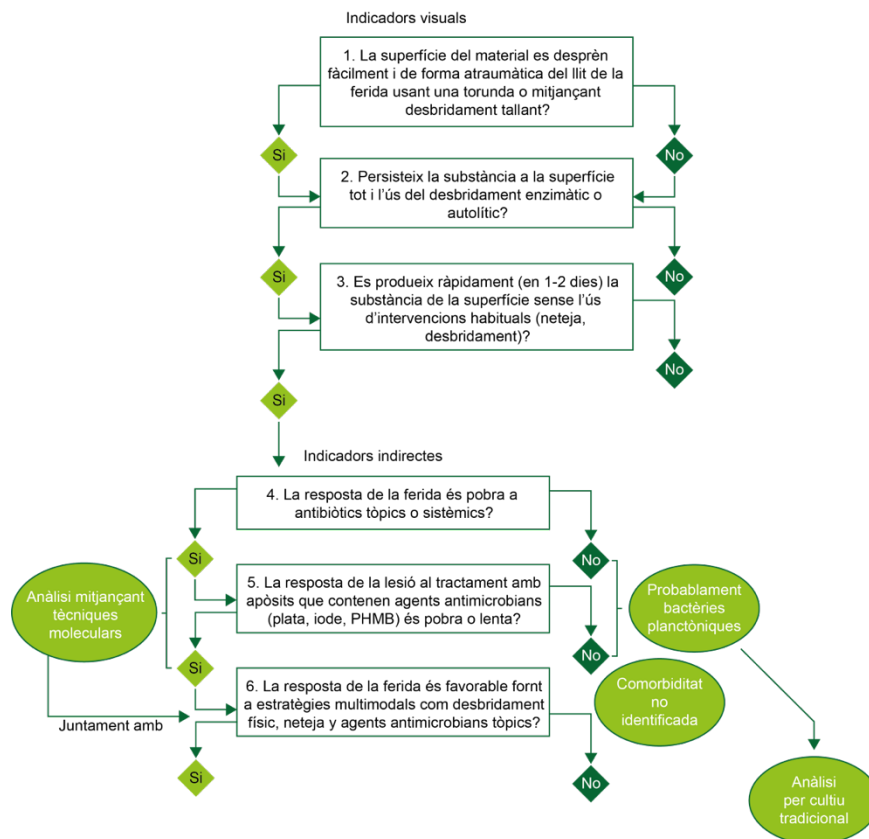 Indicadors visuals
1. La superfície del material es desprèn
fàcilment i de forma atraumàtica del llit de la
ferida usant una torunda o mitjançant
desbridament tallant?
Si
No
2. Persisteix la substància a la superfície
tot i l'ús del desbridament enzimàtic o
autolític?
Si
No
3. Es produeix ràpidament (en 1-2 dies) la
substància de la superfície sense l'ús
d'intervencions habituals (neteja,
desbridament)?
Si
No
Indicadors indirectes
4. La resposta de la ferida és pobra a
antibiòtics tòpics o sistèmics?
Si
No
Anàlisi mitjançant
tècniques
moleculars
5. La resposta de la lesió al tractament amb
apòsits que contenen agents antimicrobians
(plata, iode, PHMB) és pobra o lenta?
Probablament
bactèries
planctòniques
Si
No
6. La resposta de la ferida és favorable fornt
a estratègies multimodals com desbridament
físic, neteja y agents antimicrobians tòpics?
Comorbiditat
no
identificada
Juntament amb
Si
No
Anàlisi
per cultiu
tradicional